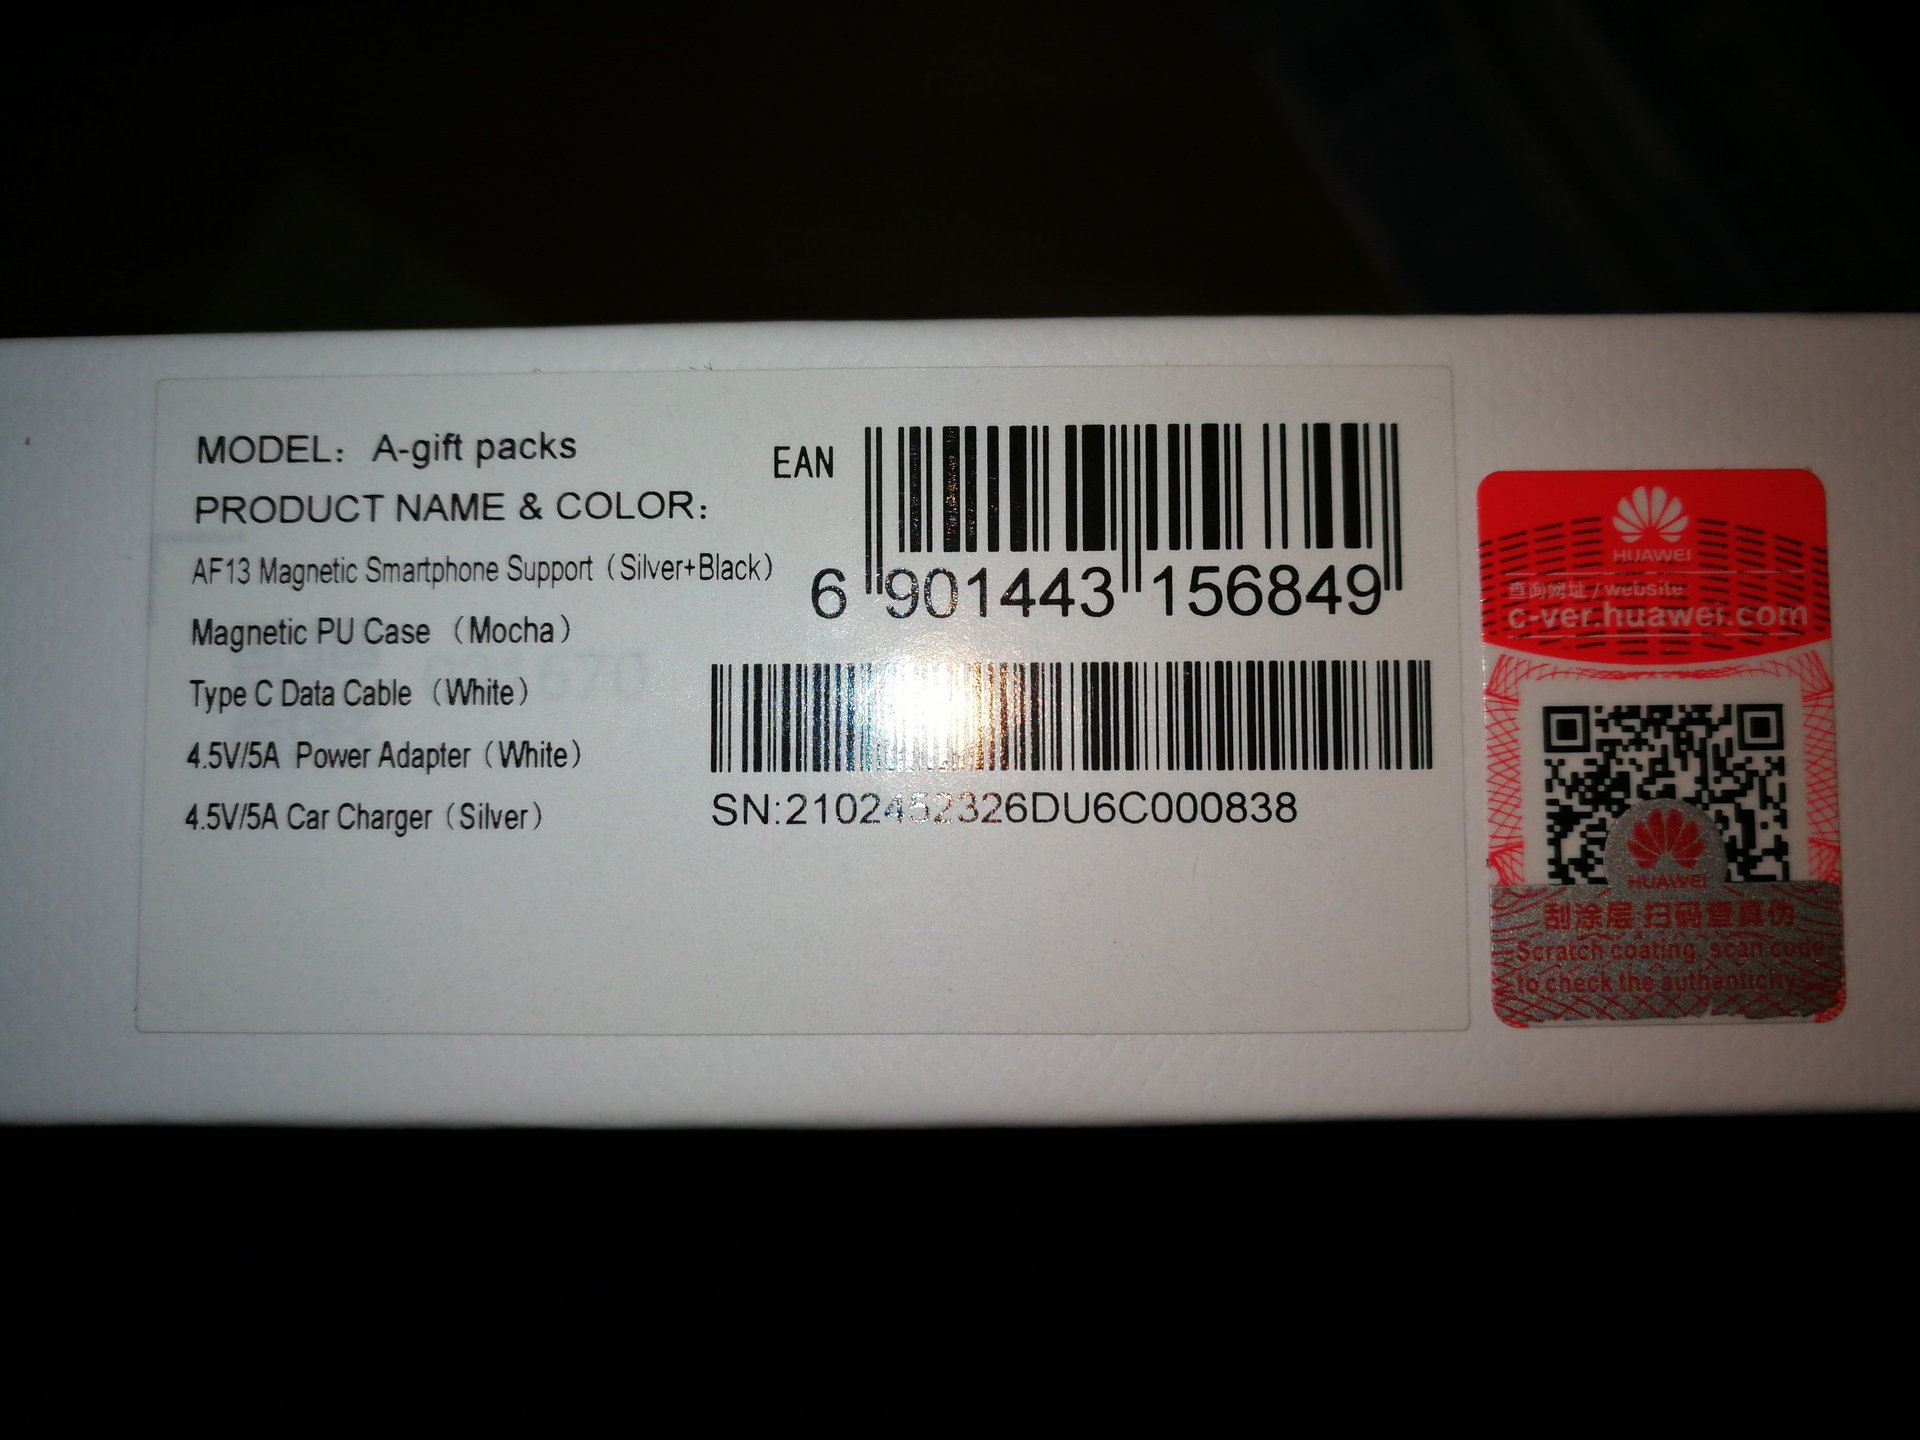 MODEL: A-gift packs
PRODUCT NAME & COLOR:
AF13 Magnetic Smartphone Support (Silver+Black)
Magnetic PU Case (Mocha)
Type C Data Cable (White)
4.5V/5A Power Adapter (White)
4.5V/5A Car Charger (Silver)
EAN
6 901443 156849
SN:2102452326DU6C000838
HUAWEI
查询网址 / website
c-ver.huawei.com
HUAWEI
刮涂层 扫码查真伪
Scratch coating, scan code
to check the authenticity